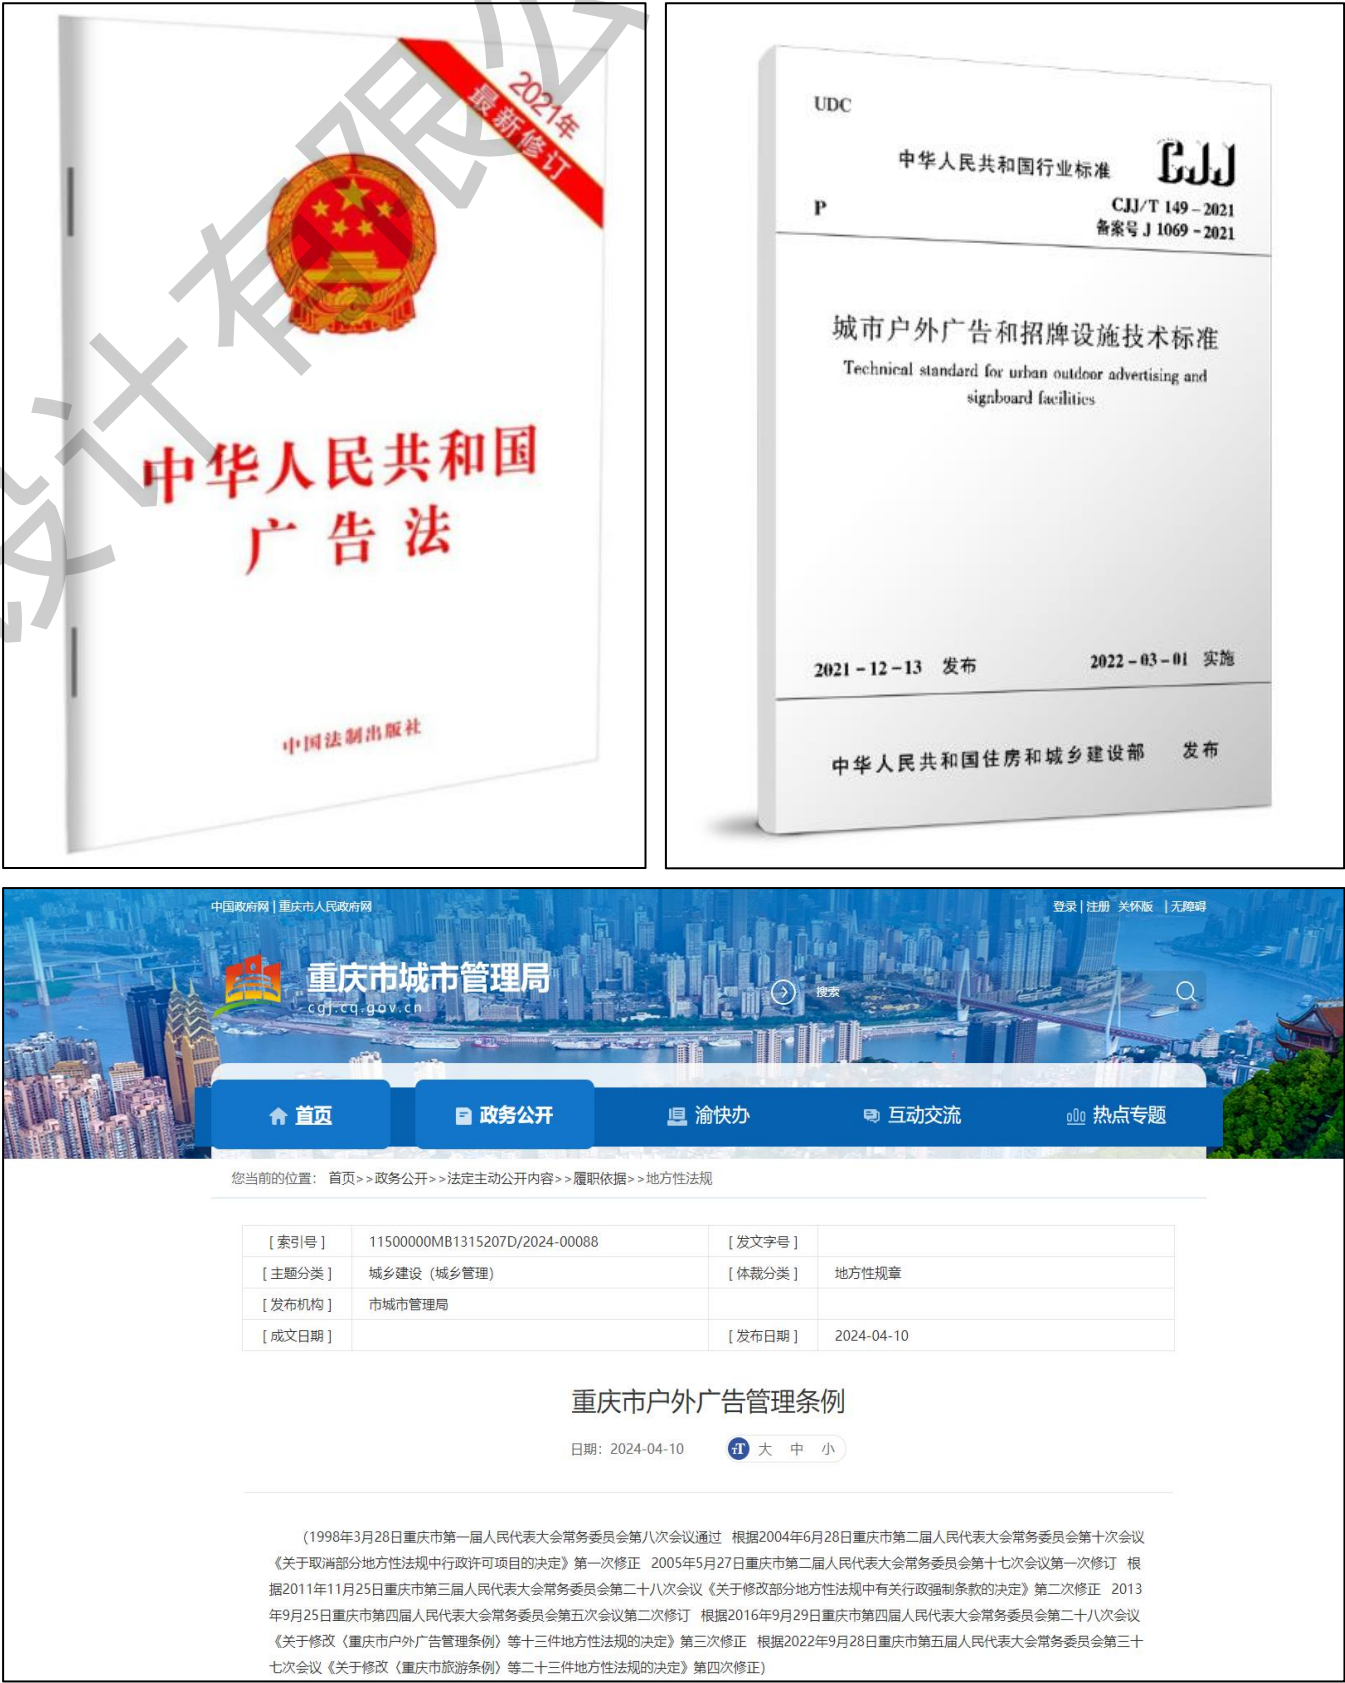 2021年
最新修订
中华人民共和国
广告法
中国法制出版社
UDC
中华人民共和国行业标准
CJJ
P
CJJ/T 149－2021
备案号 J 1069－2021
城市户外广告和招牌设施技术标准
Technical standard for urban outdoor advertising and
signboard facilities
2021－12－13 发布
2022－03－01 实施
中华人民共和国住房和城乡建设部 发布
设计有限公
中国政府网 | 重庆市人民政府网
登录 | 注册 关怀版 | 无障碍
重庆市城市管理局
cgj.cq.gov.cn
搜索
首页
政务公开
渝快办
互动交流
热点专题
您当前的位置： 首页>>政务公开>>法定主动公开内容>>履职依据>>地方性法规
[ 索引号 ] 11500000MB1315207D/2024-00088 [ 发文字号 ]
[ 主题分类 ] 城乡建设（城乡管理） [ 体裁分类 ] 地方性规章
[ 发布机构 ] 市城市管理局
[ 成文日期 ] [ 发布日期 ] 2024-04-10
重庆市户外广告管理条例
日期：2024-04-10 大 中 小
（1998年3月28日重庆市第一届人民代表大会常务委员会第八次会议通过 根据2004年6月28日重庆市第二届人民代表大会常务委员会第十次会议
《关于取消部分地方性法规中行政许可项目的决定》第一次修正 2005年5月27日重庆市第二届人民代表大会常务委员会第十七次会议第一次修订 根
据2011年11月25日重庆市第三届人民代表大会常务委员会第二十八次会议《关于修改部分地方性法规中有关行政强制条款的决定》第二次修正 2013
年9月25日重庆市第四届人民代表大会常务委员会第五次会议第二次修订 根据2016年9月29日重庆市第四届人民代表大会常务委员会第二十八次会议
《关于修改〈重庆市户外广告管理条例〉等十三件地方性法规的决定》第三次修正 根据2022年9月28日重庆市第五届人民代表大会常务委员会第三十
七次会议《关于修改〈重庆市旅游条例〉等二十三件地方性法规的决定》第四次修正）